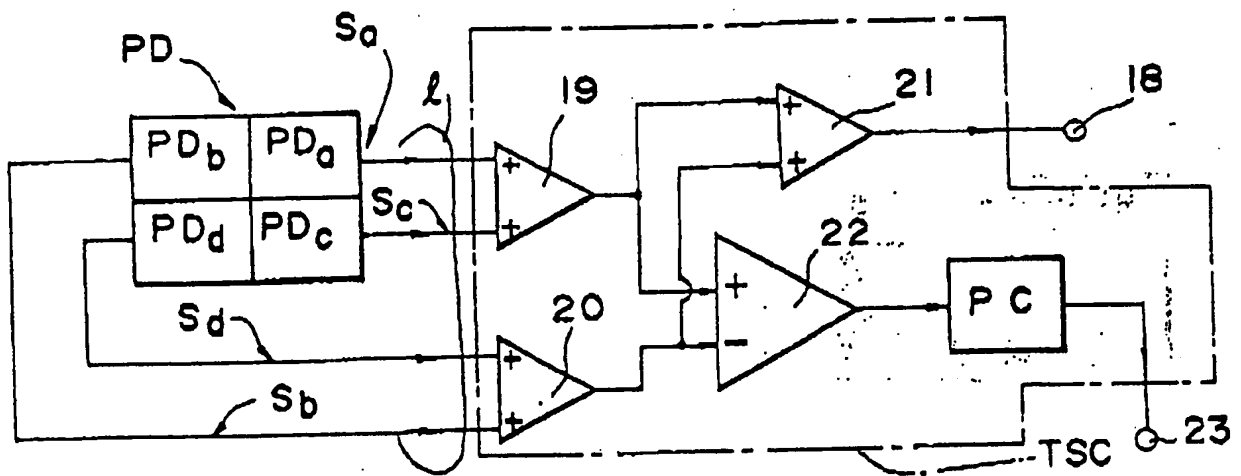 PD
Sa
l
19
21
18
PDb PDa
+
+
+
+
Sc
PDd PDc
22
+
-
PC
Sd
20
+
+
Sb
TSC
23